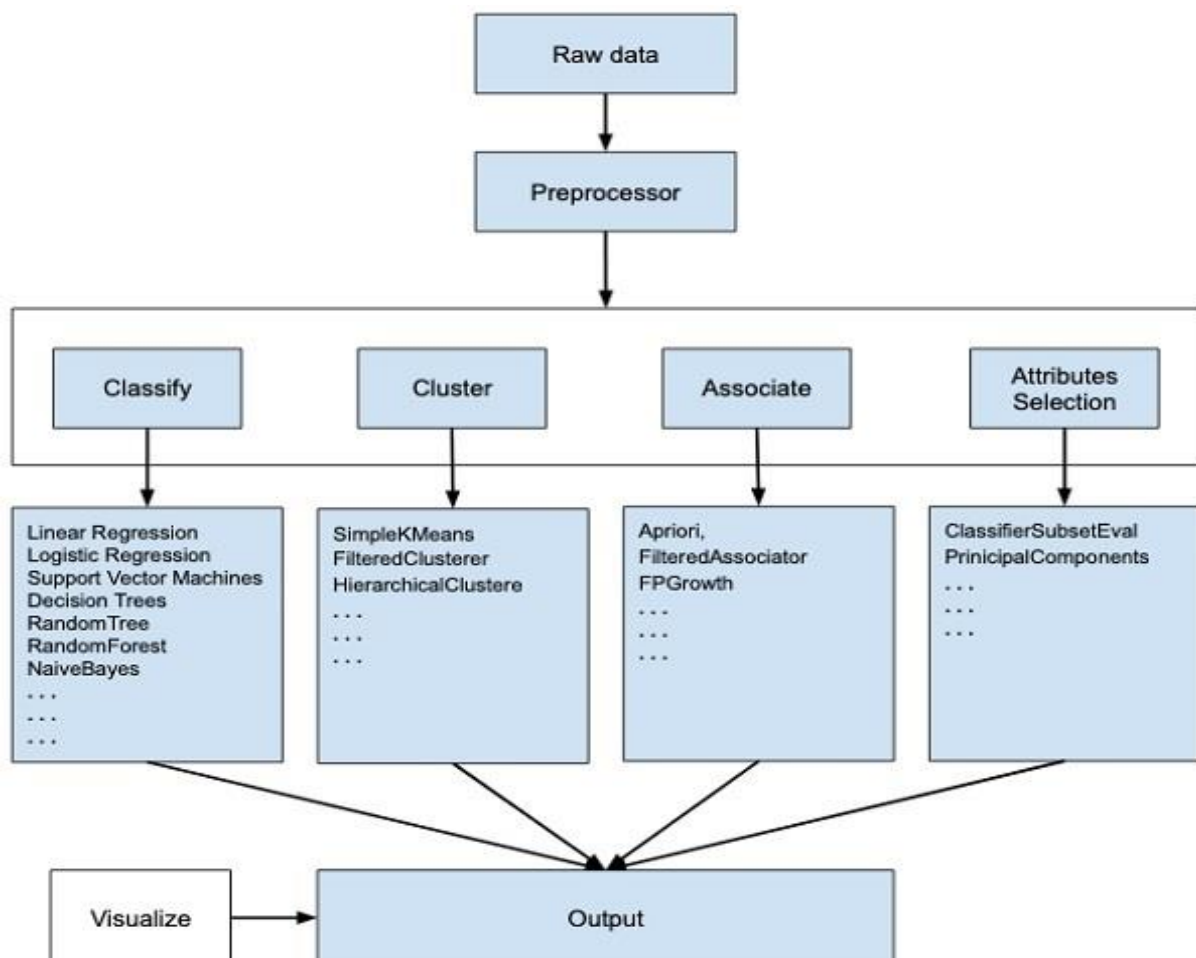 Raw data
Preprocessor
Classify
Cluster
Associate
Attributes
Selection
Linear Regression
Logistic Regression
Support Vector Machines
Decision Trees
RandomTree
RandomForest
NaiveBayes
. . .
. . .
. . .
SimpleKMeans
FilteredClusterer
HierarchicalClustere
. . .
. . .
. . .
Apriori,
FilteredAssociator
FPGrowth
. . .
. . .
. . .
ClassifierSubsetEval
PrinicipalComponents
. . .
. . .
. . .
Visualize
Output